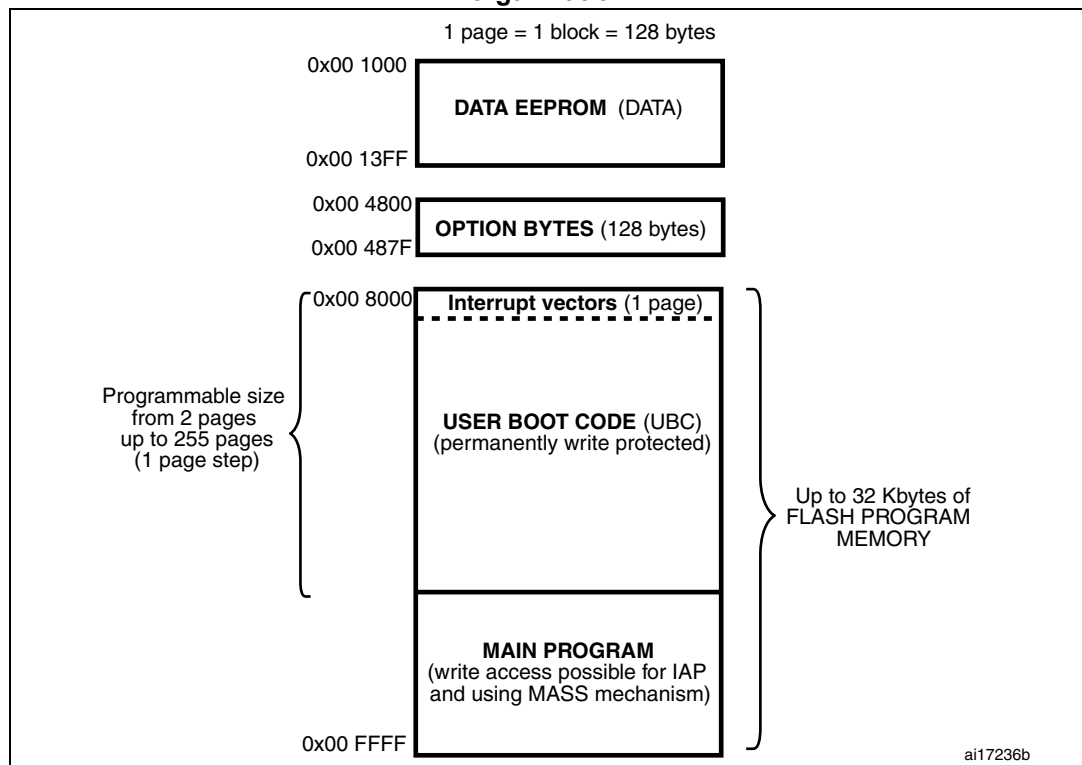 1 page = 1 block = 128 bytes
0x00 1000
DATA EEPROM (DATA)
0x00 13FF
0x00 4800
OPTION BYTES (128 bytes)
0x00 487F
0x00 8000
Interrupt vectors (1 page)
Programmable size
from 2 pages
up to 255 pages
(1 page step)
USER BOOT CODE (UBC)
(permanently write protected)
Up to 32 Kbytes of
FLASH PROGRAM
MEMORY
MAIN PROGRAM
(write access possible for IAP
and using MASS mechanism)
0x00 FFFF
ai17236b